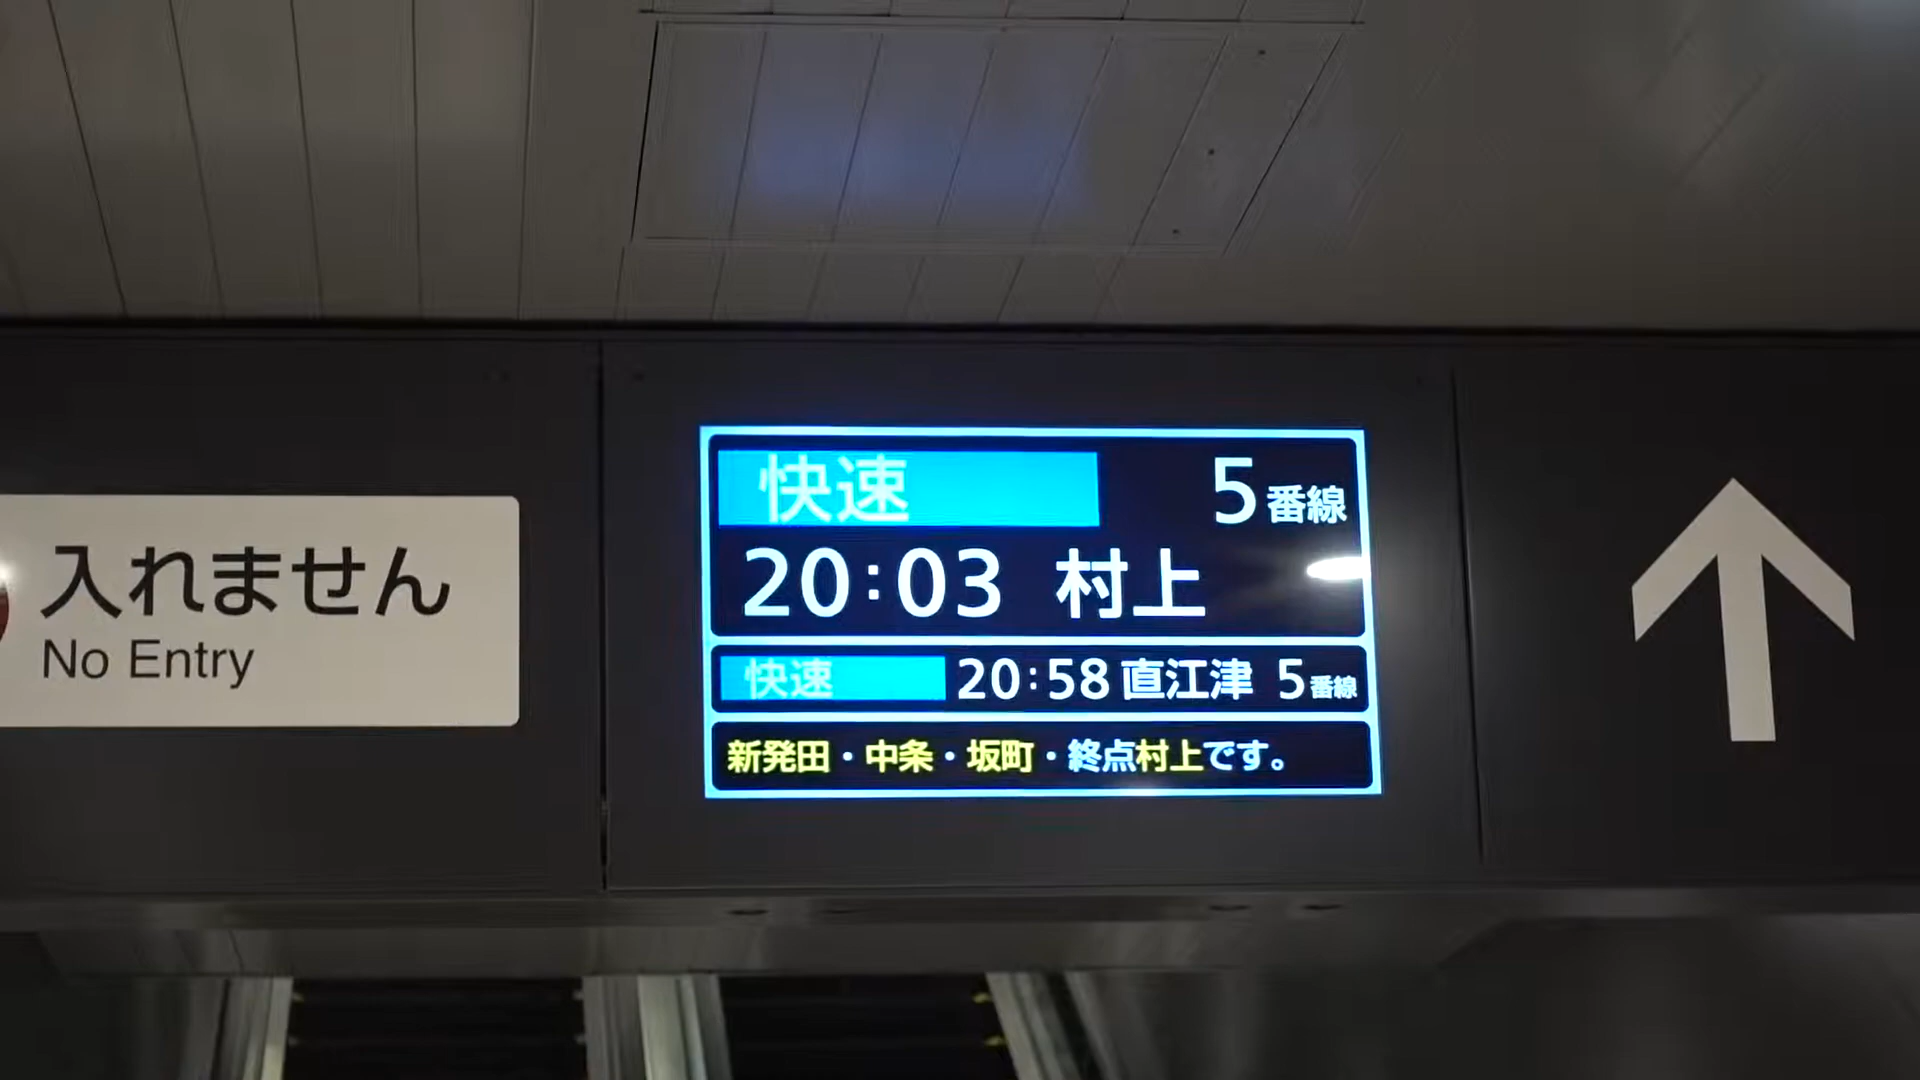 入れません
No Entry
快速 5番線
20:03 村上
快速 20:58 直江津 5番線
新発田・中条・坂町・終点村上です。